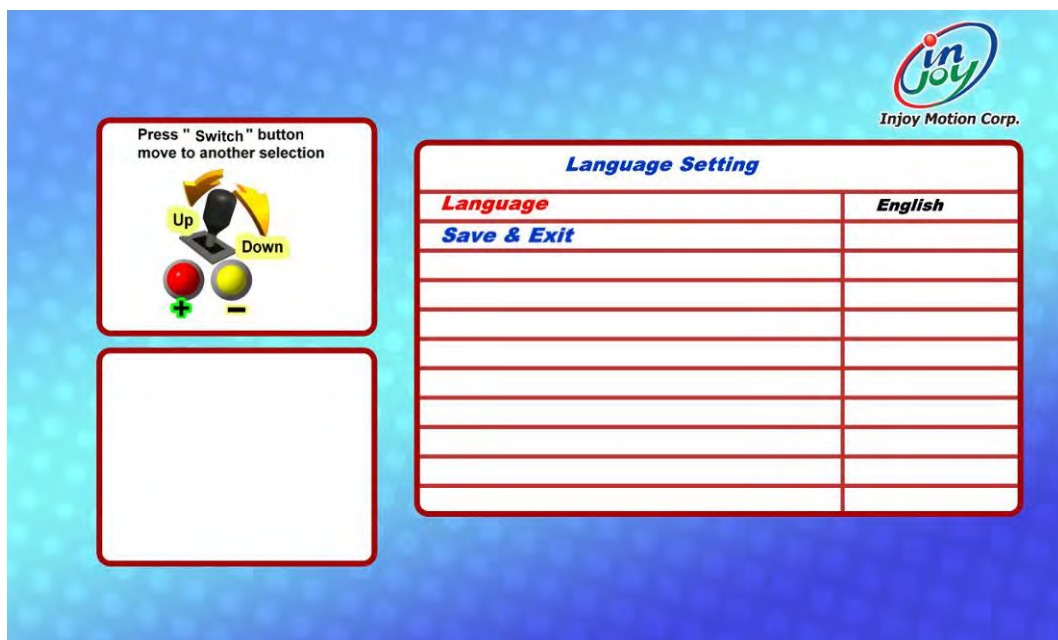 in
joy
Injoy Motion Corp.
Press " Switch " button
move to another selection
Up
Down
+ −
Language Setting
Language English
Save & Exit